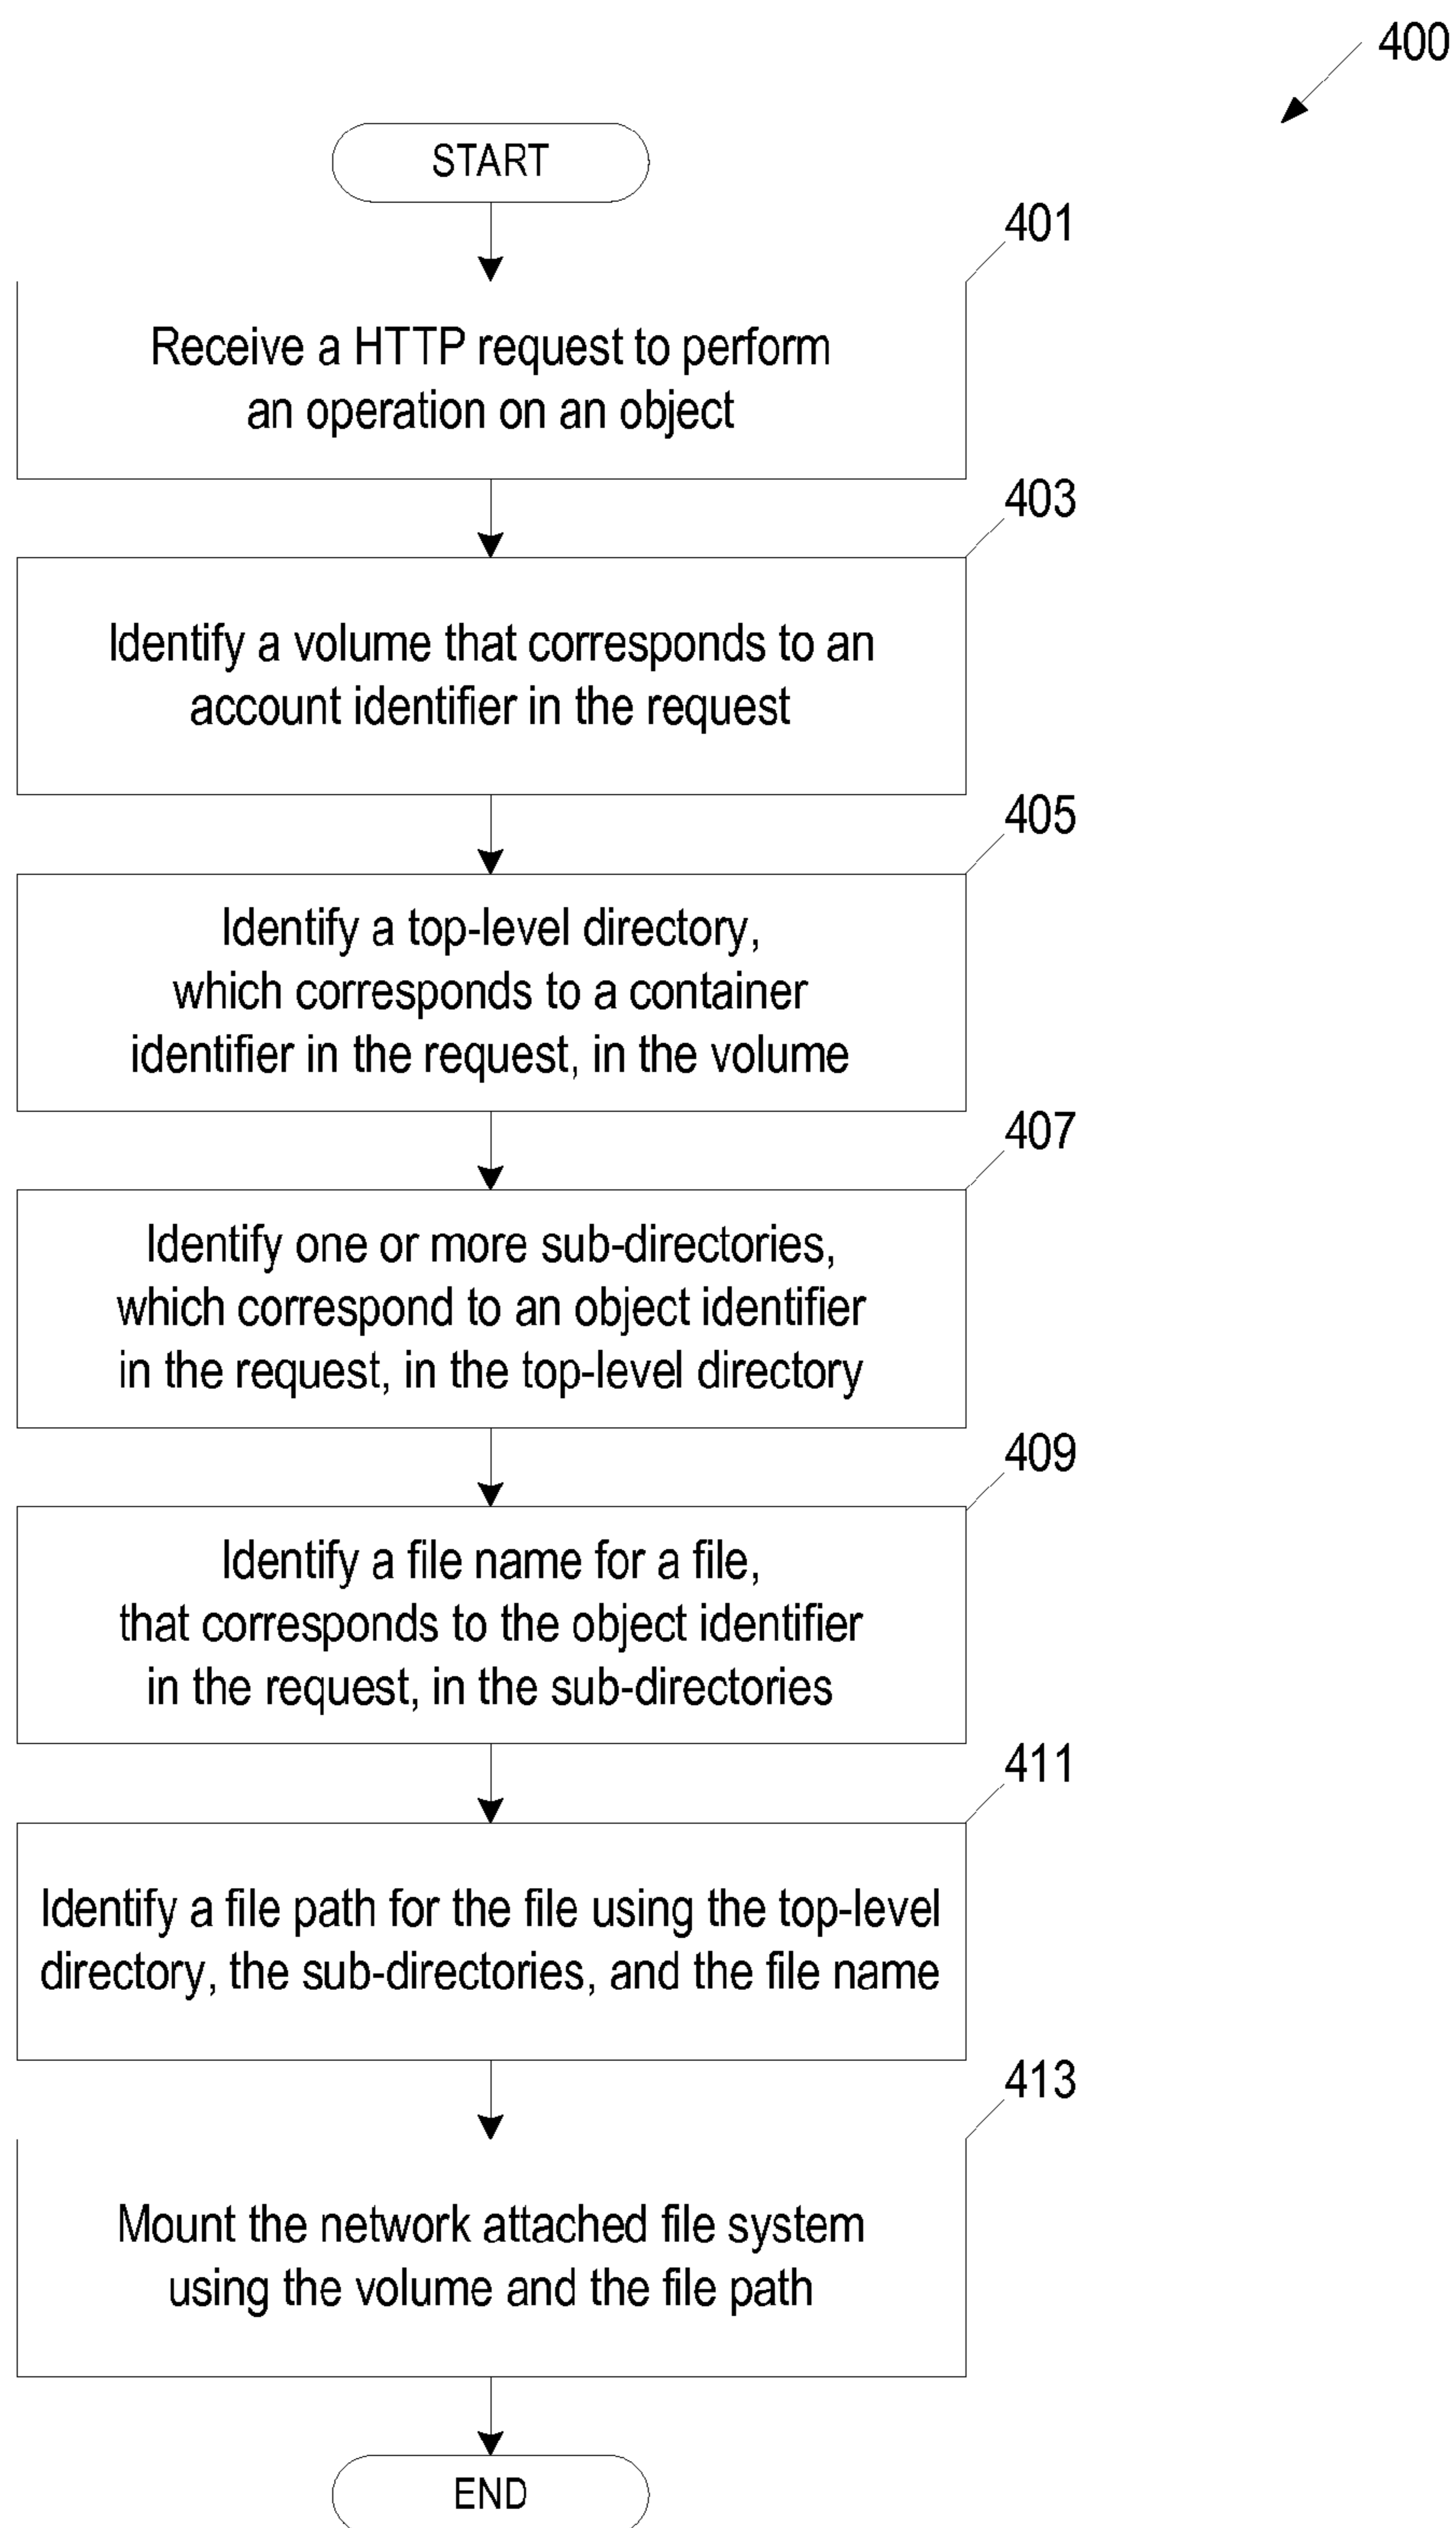 400
START
401
Receive a HTTP request to perform
an operation on an object
403
Identify a volume that corresponds to an
account identifier in the request
405
Identify a top-level directory,
which corresponds to a container
identifier in the request, in the volume
407
Identify one or more sub-directories,
which correspond to an object identifier
in the request, in the top-level directory
409
Identify a file name for a file,
that corresponds to the object identifier
in the request, in the sub-directories
411
Identify a file path for the file using the top-level
directory, the sub-directories, and the file name
413
Mount the network attached file system
using the volume and the file path
END